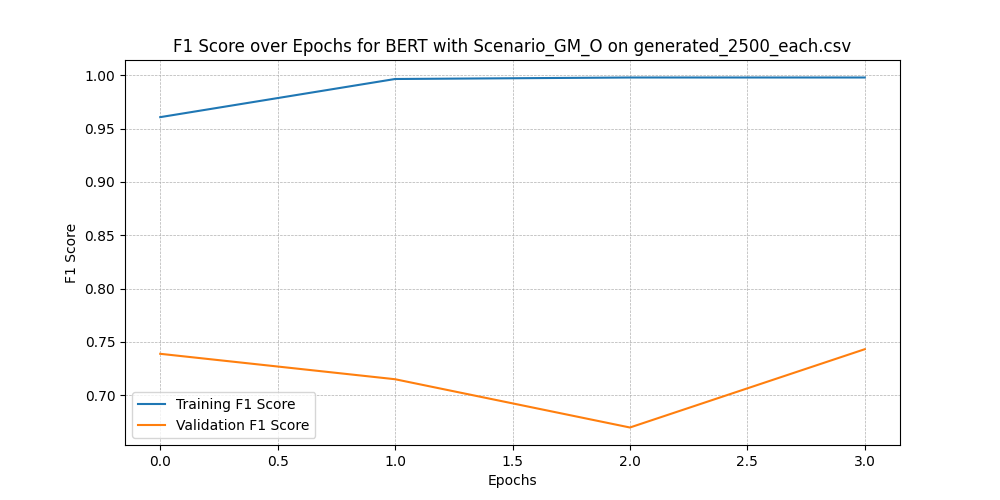 F1 Score over Epochs for BERT with Scenario_GM_O on generated_2500_each.csv
1.00
0.95
0.90
0.85
0.80
0.75
0.70
F1 Score
Training F1 Score
Validation F1 Score
0.0 0.5 1.0 1.5 2.0 2.5 3.0
Epochs